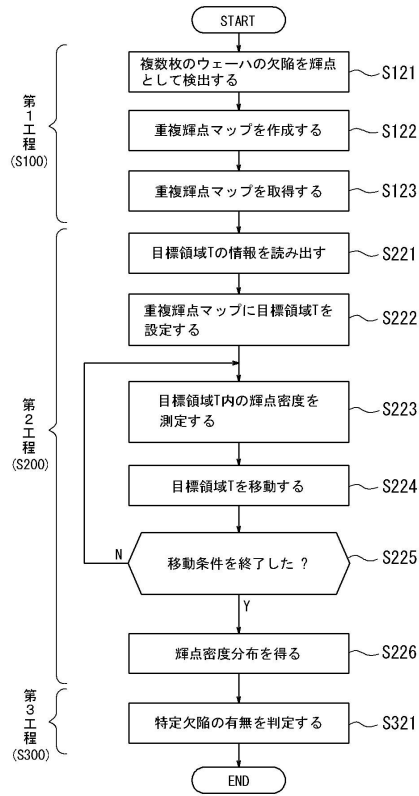 START
第1工程
(S100)
複数枚のウェーハの欠陥を輝点
として検出する
S121
重複輝点マップを作成する
S122
重複輝点マップを取得する
S123
第2工程
(S200)
目標領域Tの情報を読み出す
S221
重複輝点マップに目標領域Tを
設定する
S222
目標領域T内の輝点密度を
測定する
S223
目標領域Tを移動する
S224
移動条件を終了した ?
S225
N
Y
輝点密度分布を得る
S226
第3工程
(S300)
特定欠陥の有無を判定する
S321
END